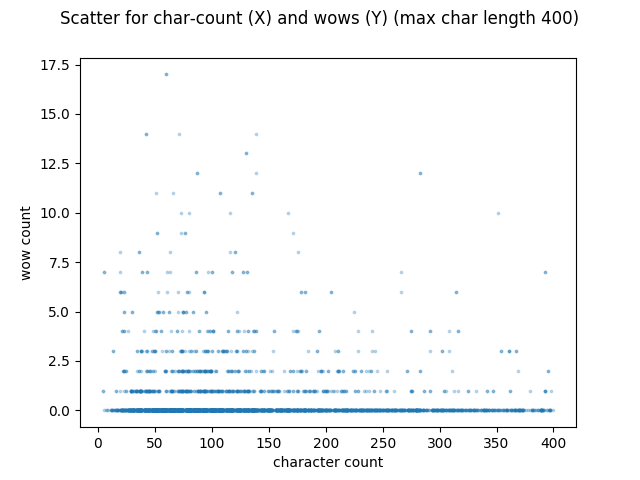 Scatter for char-count (X) and wows (Y) (max char length 400)
17.5
15.0
12.5
10.0
7.5
5.0
2.5
0.0
wow count
0 50 100 150 200 250 300 350 400
character count